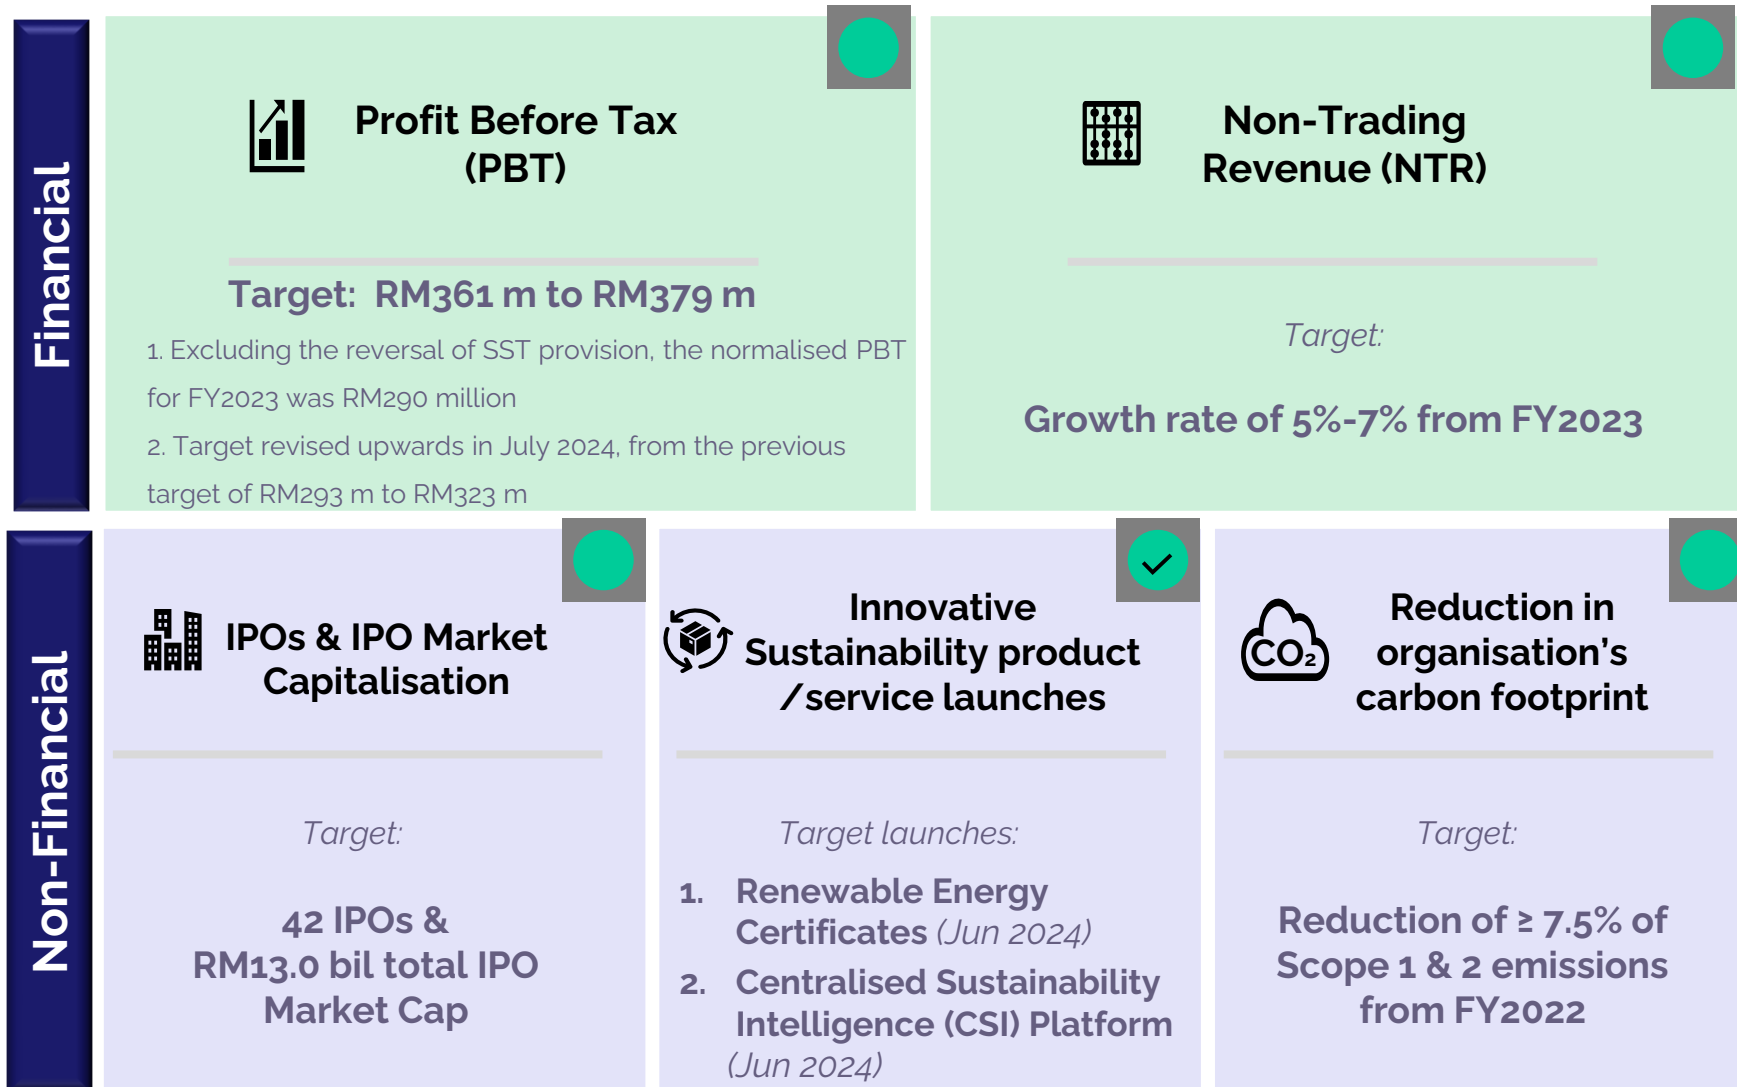 Financial
Profit Before Tax
(PBT)
Target: RM361 m to RM379 m
1. Excluding the reversal of SST provision, the normalised PBT
for FY2023 was RM290 million
2. Target revised upwards in July 2024, from the previous
target of RM293 m to RM323 m
Non-Trading
Revenue (NTR)
Target:
Growth rate of 5%-7% from FY2023
Non-Financial
IPOs & IPO Market
Capitalisation
Target:
42 IPOs &
RM13.0 bil total IPO
Market Cap
Innovative
Sustainability product
/service launches
Target launches:
1. Renewable Energy
Certificates (Jun 2024)
2. Centralised Sustainability
Intelligence (CSI) Platform
(Jun 2024)
CO2
Reduction in
organisation’s
carbon footprint
Target:
Reduction of ≥ 7.5% of
Scope 1 & 2 emissions
from FY2022